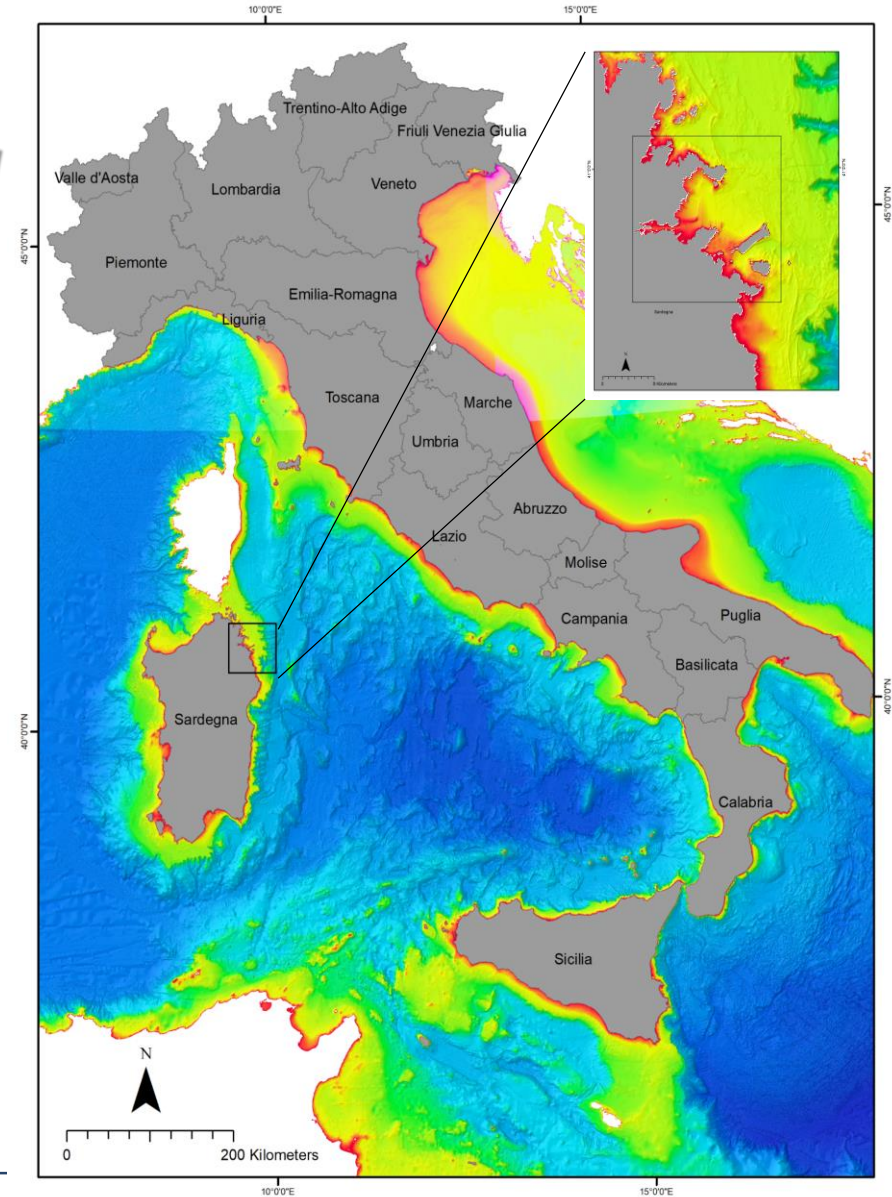 10°0'0"E 15°0'0"E
Trentino-Alto Adige
Friuli Venezia Giulia
Valle d'Aosta
Lombardia
Veneto
45°0'0"N
45°0'0"N
Piemonte
Emilia-Romagna
Liguria
6
Sardegna
N
0
Toscana
Marche
Umbria
Abruzzo
Lazio
Molise
Campania
Puglia
Basilicata
Sardegna
40°0'0"N
40°0'0"N
Calabria
Sicilia
N
0 200 Kilometers
10°0'0"E 15°0'0"E